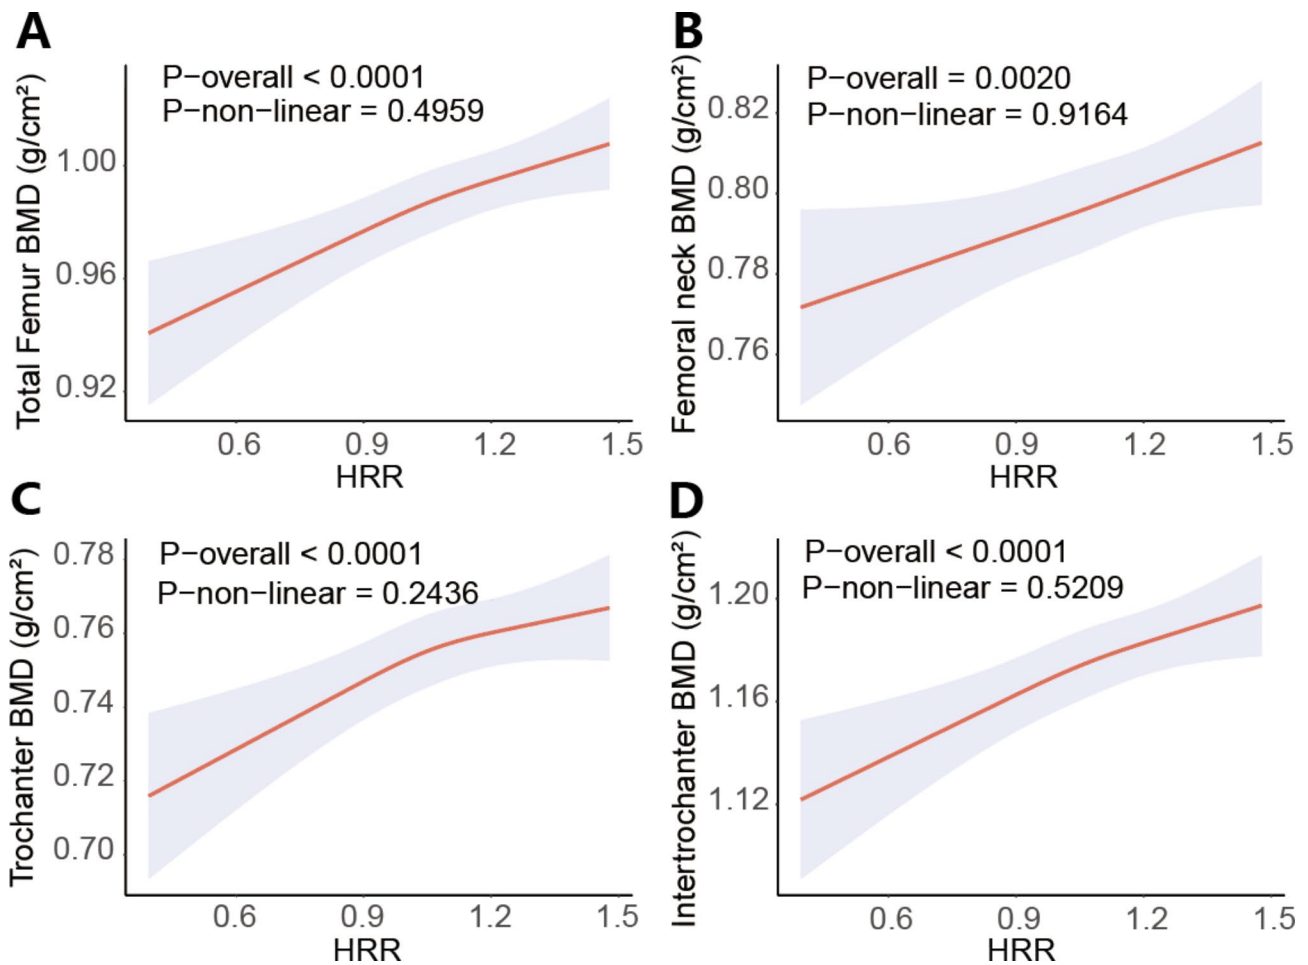 A
P−overall < 0.0001
P−non−linear = 0.4959
Total Femur BMD (g/cm²)
1.00
0.96
0.92
0.6 0.9 1.2 1.5
HRR
B
P−overall = 0.0020
P−non−linear = 0.9164
Femoral neck BMD (g/cm²)
0.82
0.80
0.78
0.76
0.6 0.9 1.2 1.5
HRR
C
P−overall < 0.0001
P−non−linear = 0.2436
Trochanter BMD (g/cm²)
0.78
0.76
0.74
0.72
0.70
0.6 0.9 1.2 1.5
HRR
D
P−overall < 0.0001
P−non−linear = 0.5209
Intertrochanter BMD (g/cm²)
1.20
1.16
1.12
0.6 0.9 1.2 1.5
HRR